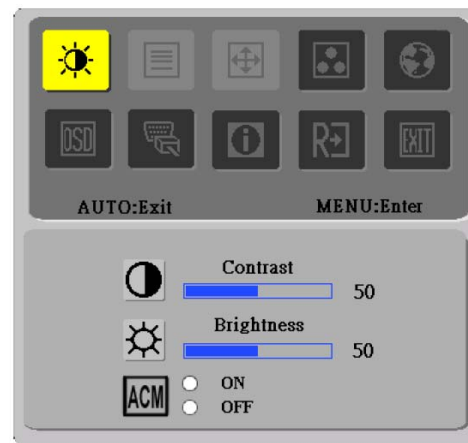 OSD
R
EXIT
AUTO:Exit MENU:Enter
Contrast
50
Brightness
50
ACM
ON
OFF